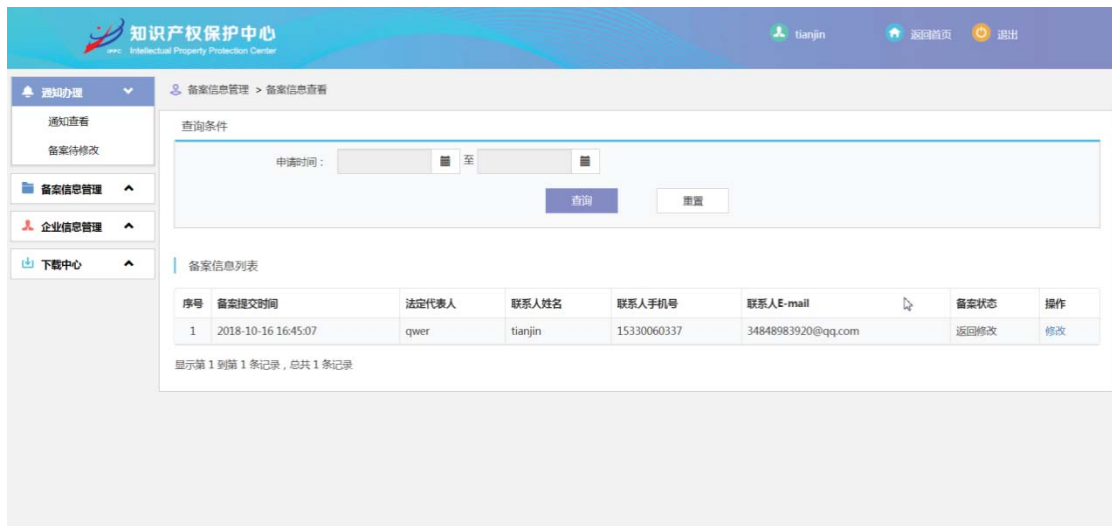 知识产权保护中心
IPPC Intellectual Property Protection Center
tianjin 返回首页 退出
通知办理
通知查看
备案待修改
备案信息管理
企业信息管理
下载中心
备案信息管理 > 备案信息查看
查询条件
申请时间： 至
查询 重置
备案信息列表
序号 备案提交时间 法定代表人 联系人姓名 联系人手机号 联系人E-mail 备案状态 操作
1 2018-10-16 16:45:07 qwer tianjin 15330060337 34848983920@qq.com 返回修改 修改
显示第 1 到第 1 条记录，总共 1 条记录